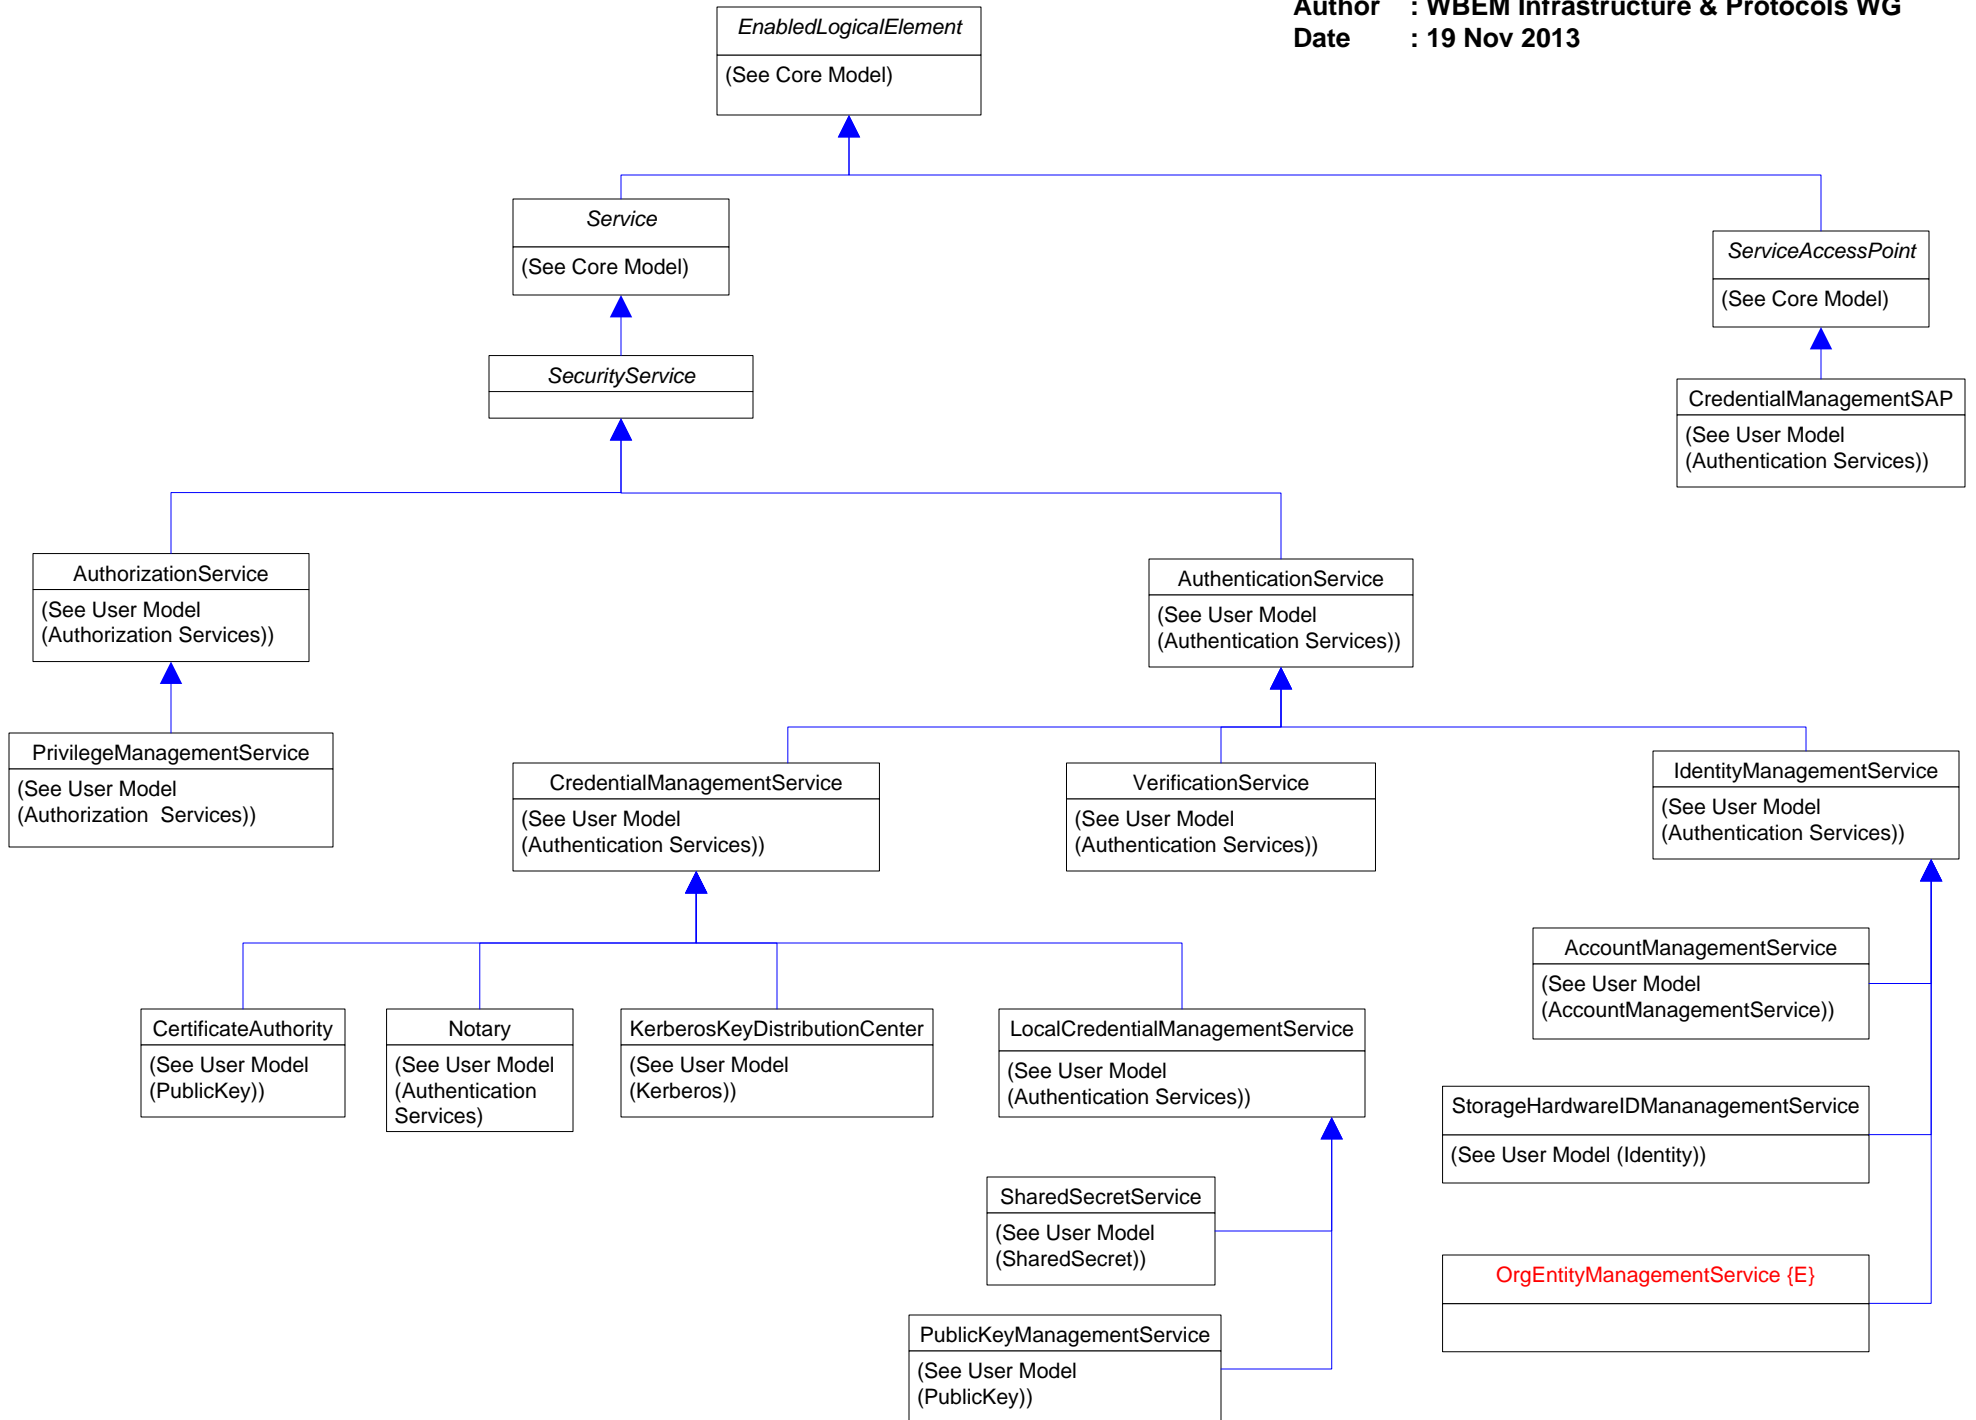 Author : WBEM Infrastructure & Protocols WG
Date : 19 Nov 2013
EnabledLogicalElement
(See Core Model)
Service
(See Core Model)
ServiceAccessPoint
(See Core Model)
SecurityService
CredentialManagementSAP
(See User Model
(Authentication Services))
AuthorizationService
(See User Model
(Authorization Services))
AuthenticationService
(See User Model
(Authentication Services))
PrivilegeManagementService
(See User Model
(Authorization  Services))
CredentialManagementService
(See User Model
(Authentication Services))
VerificationService
(See User Model
(Authentication Services))
IdentityManagementService
(See User Model
(Authentication Services))
AccountManagementService
(See User Model
(AccountManagementService))
CertificateAuthority
(See User Model
(PublicKey))
Notary
(See User Model
(Authentication
Services)
KerberosKeyDistributionCenter
(See User Model
(Kerberos))
LocalCredentialManagementService
(See User Model
(Authentication Services))
StorageHardwareIDMananagementService
(See User Model (Identity))
SharedSecretService
(See User Model
(SharedSecret))
OrgEntityManagementService {E}
PublicKeyManagementService
(See User Model
(PublicKey))